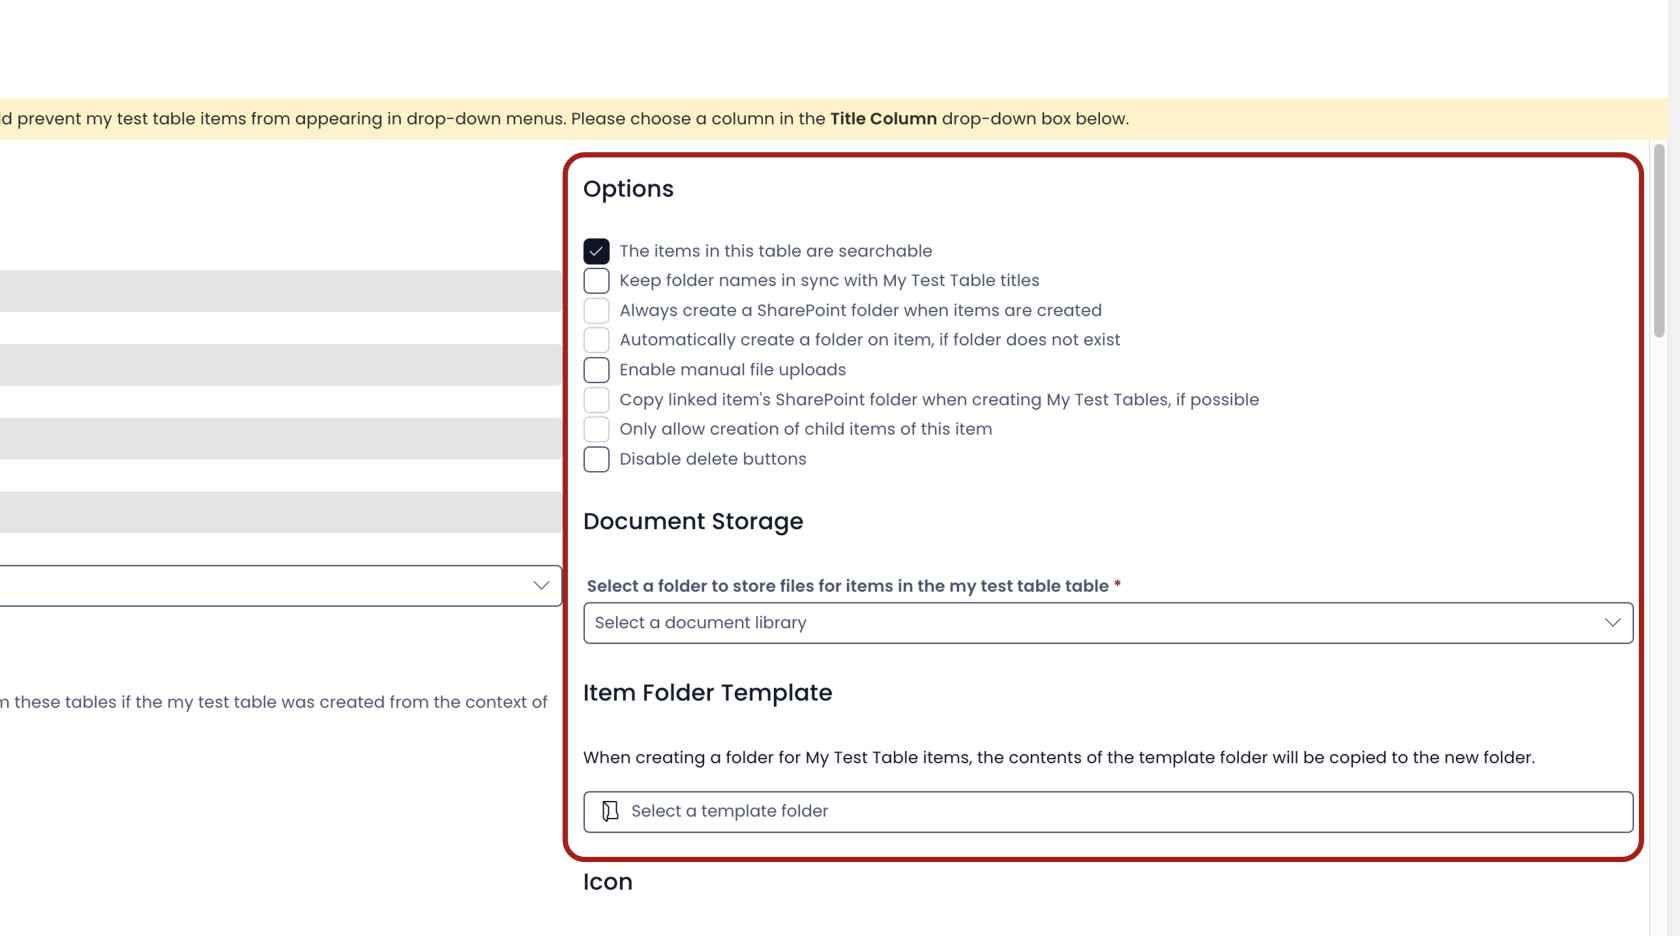 d prevent my test table items from appearing in drop-down menus. Please choose a column in the Title Column drop-down box below.
Options
The items in this table are searchable
Keep folder names in sync with My Test Table titles
Always create a SharePoint folder when items are created
Automatically create a folder on item, if folder does not exist
Enable manual file uploads
Copy linked item's SharePoint folder when creating My Test Tables, if possible
Only allow creation of child items of this item
Disable delete buttons
Document Storage
Select a folder to store files for items in the my test table table *
Select a document library
Item Folder Template
these tables if the my test table was created from the context of
When creating a folder for My Test Table items, the contents of the template folder will be copied to the new folder.
Select a template folder
Icon